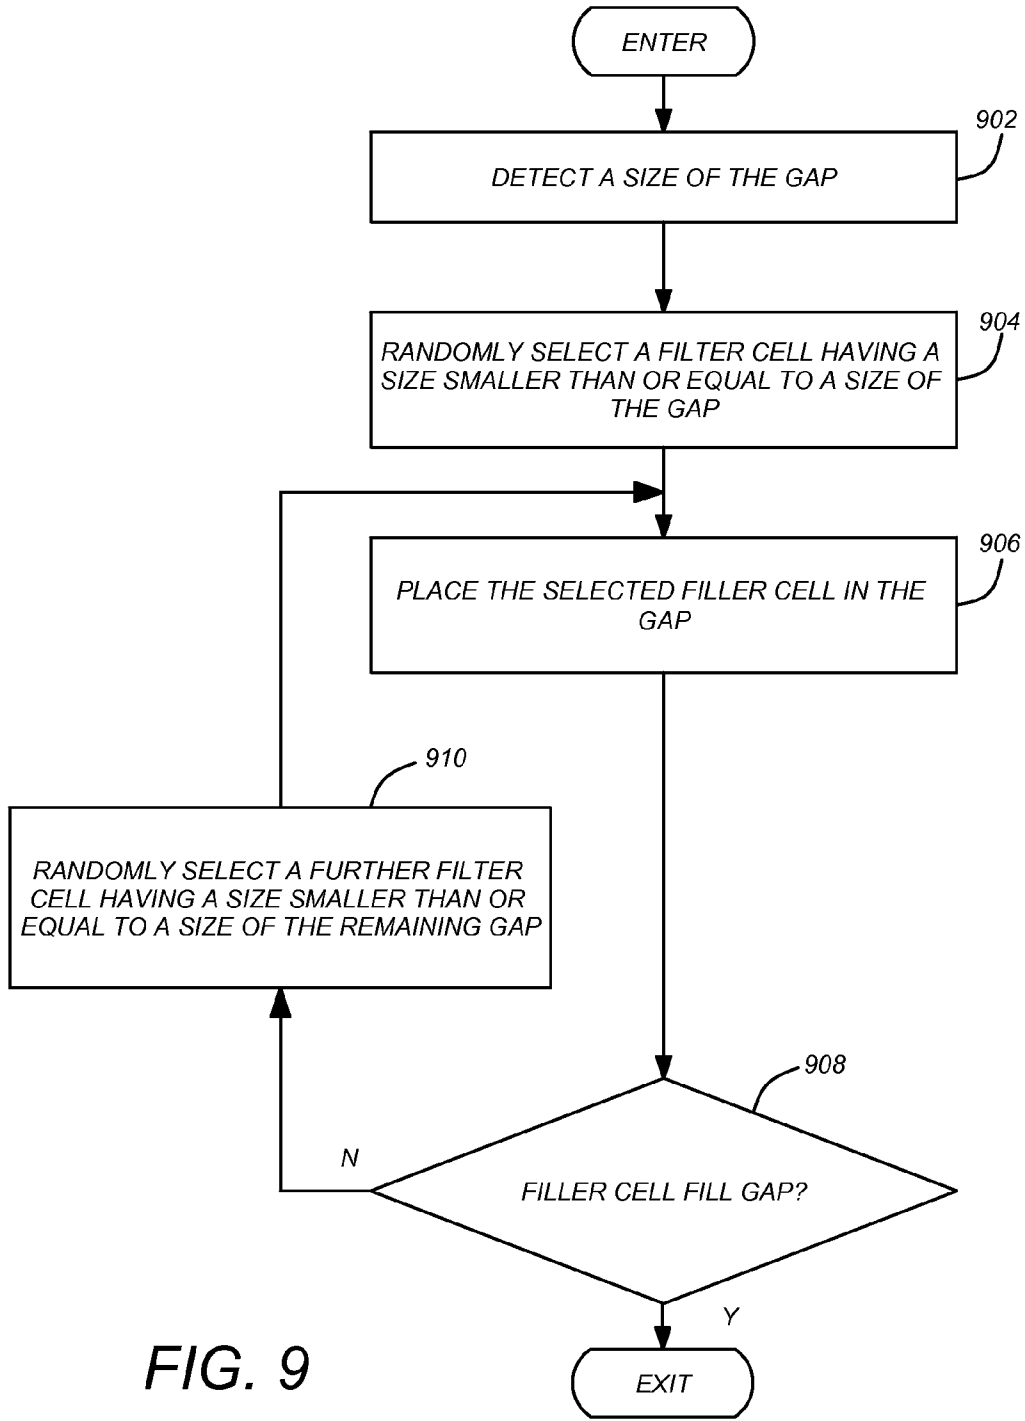 ENTER
902
DETECT A SIZE OF THE GAP
904
RANDOMLY SELECT A FILTER CELL HAVING A
SIZE SMALLER THAN OR EQUAL TO A SIZE OF
THE GAP
906
PLACE THE SELECTED FILLER CELL IN THE
GAP
910
RANDOMLY SELECT A FURTHER FILTER
CELL HAVING A SIZE SMALLER THAN OR
EQUAL TO A SIZE OF THE REMAINING GAP
908
N
FILLER CELL FILL GAP?
Y
FIG. 9
EXIT